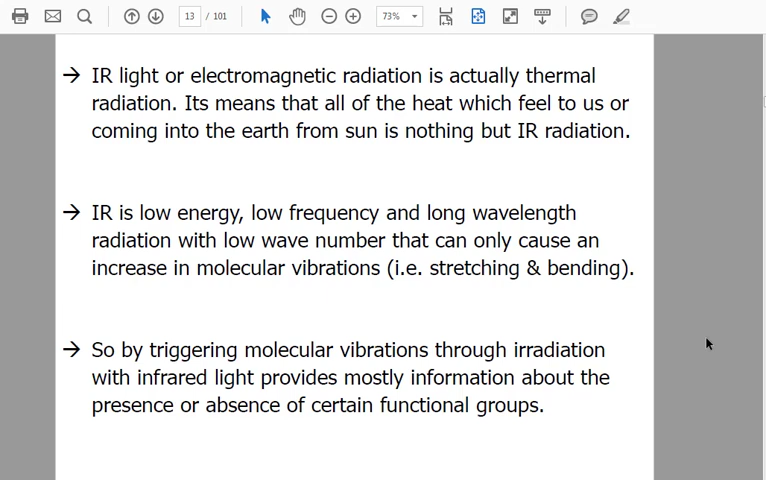 13 / 101
73%
→ IR light or electromagnetic radiation is actually thermal
radiation. Its means that all of the heat which feel to us or
coming into the earth from sun is nothing but IR radiation.
→ IR is low energy, low frequency and long wavelength
radiation with low wave number that can only cause an
increase in molecular vibrations (i.e. stretching & bending).
→ So by triggering molecular vibrations through irradiation
with infrared light provides mostly information about the
presence or absence of certain functional groups.